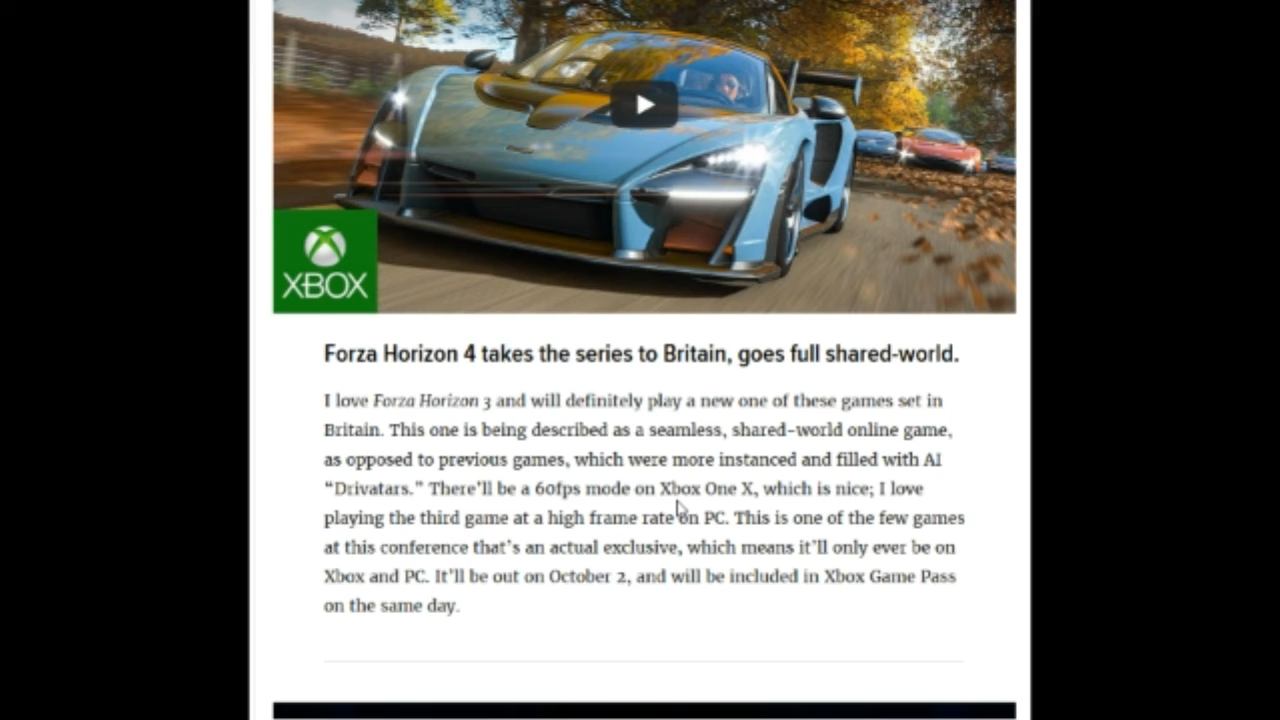 XBOX
Forza Horizon 4 takes the series to Britain, goes full shared-world.
I love Forza Horizon 3 and will definitely play a new one of these games set in
Britain. This one is being described as a seamless, shared-world online game,
as opposed to previous games, which were more instanced and filled with AI
“Drivatars.” There’ll be a 60fps mode on Xbox One X, which is nice; I love
playing the third game at a high frame rate on PC. This is one of the few games
at this conference that’s an actual exclusive, which means it’ll only ever be on
Xbox and PC. It’ll be out on October 2, and will be included in Xbox Game Pass
on the same day.